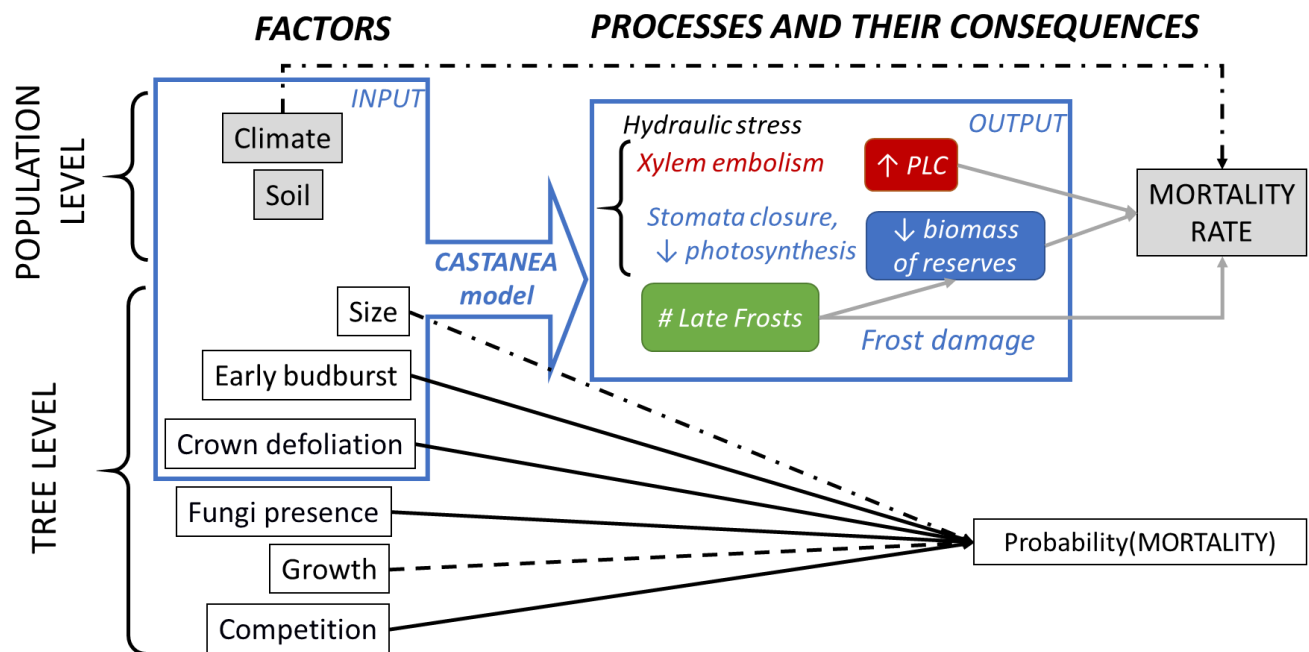 FACTORS
PROCESSES AND THEIR CONSEQUENCES
POPULATION
LEVEL
INPUT
Climate
Soil
CASTANEA
model
OUTPUT
Hydraulic stress
Xylem embolism
↑ PLC
Stomata closure,
↓ photosynthesis
↓ biomass
of reserves
# Late Frosts
Frost damage
MORTALITY
RATE
TREE LEVEL
Size
Early budburst
Crown defoliation
Fungi presence
Growth
Competition
Probability(MORTALITY)